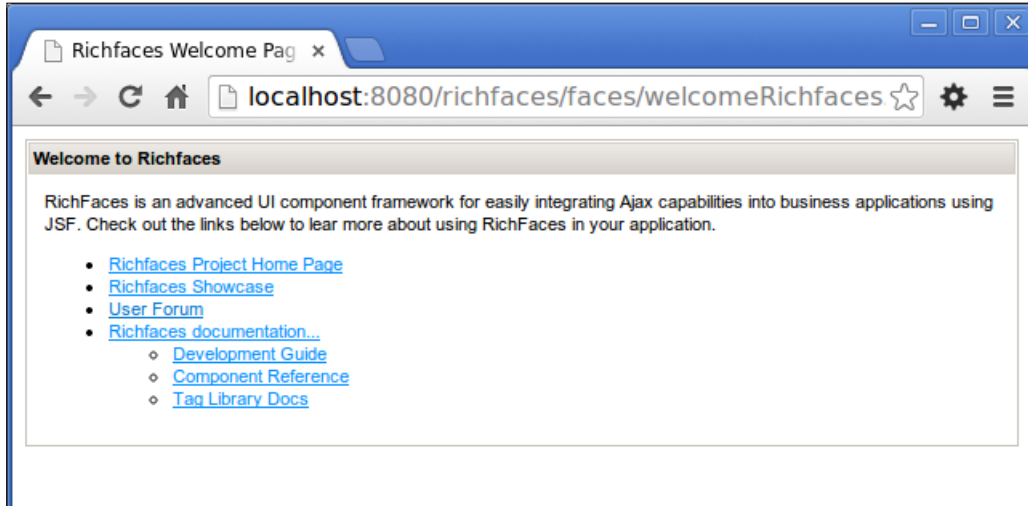 Richfaces Welcome Pag
localhost:8080/richfaces/faces/welcomeRichfaces
Welcome to Richfaces
RichFaces is an advanced UI component framework for easily integrating Ajax capabilities into business applications using
JSF. Check out the links below to lear more about using RichFaces in your application.
Richfaces Project Home Page
Richfaces Showcase
User Forum
Richfaces documentation...
Development Guide
Component Reference
Tag Library Docs